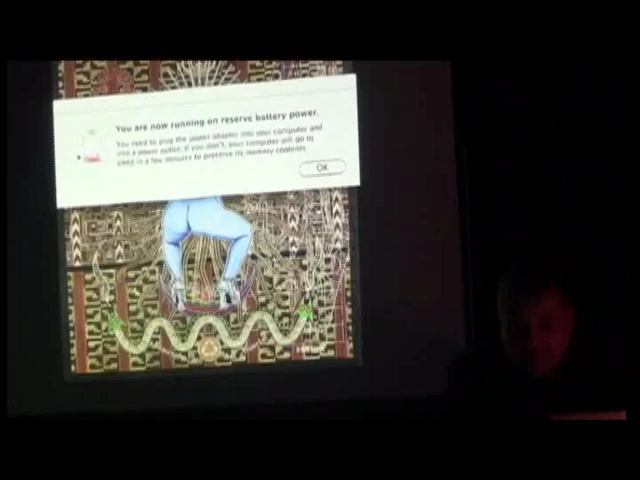 You are now running on reserve battery power.
You need to plug the power adapter into your computer and
into a power outlet. If you don't, your computer will go to
sleep in a few minutes to preserve its memory contents.
OK